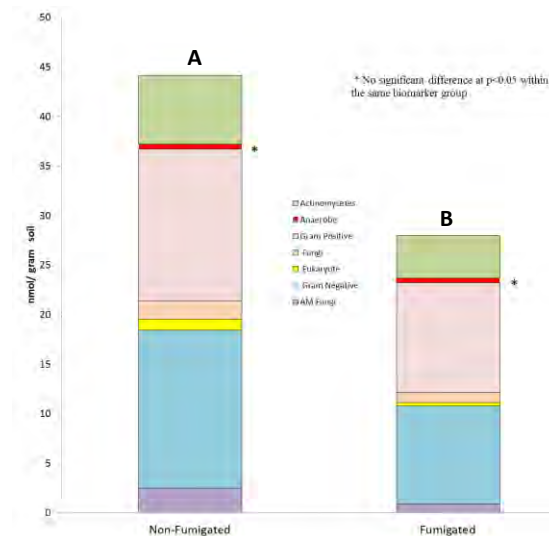 50
45
40
35
30
25
20
15
10
5
0
nmol/ gram soil
A
B
* No significant difference at p<0.05 within
the same biomarker group
*
*
Actinomycetes
Anaerobe
Gram Positive
Fungi
Eukaryote
Gram Negative
AM Fungi
Non-Fumigated
Fumigated